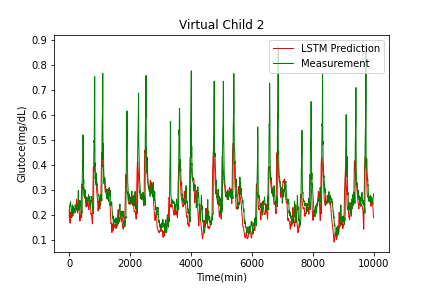 Virtual Child 2
LSTM Prediction
Measurement
Glutoce(mg/dL)
0.9
0.8
0.7
0.6
0.5
0.4
0.3
0.2
0.1
0 2000 4000 6000 8000 10000
Time(min)